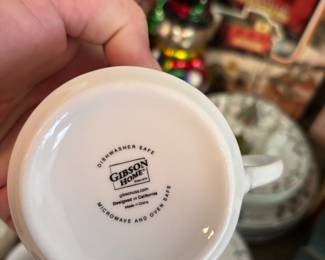 DISHWASHER SAFE
GIBSON
HOME
gibsonusa.com
Designed in California
Made in China
MICROWAVE AND OVEN SAFE